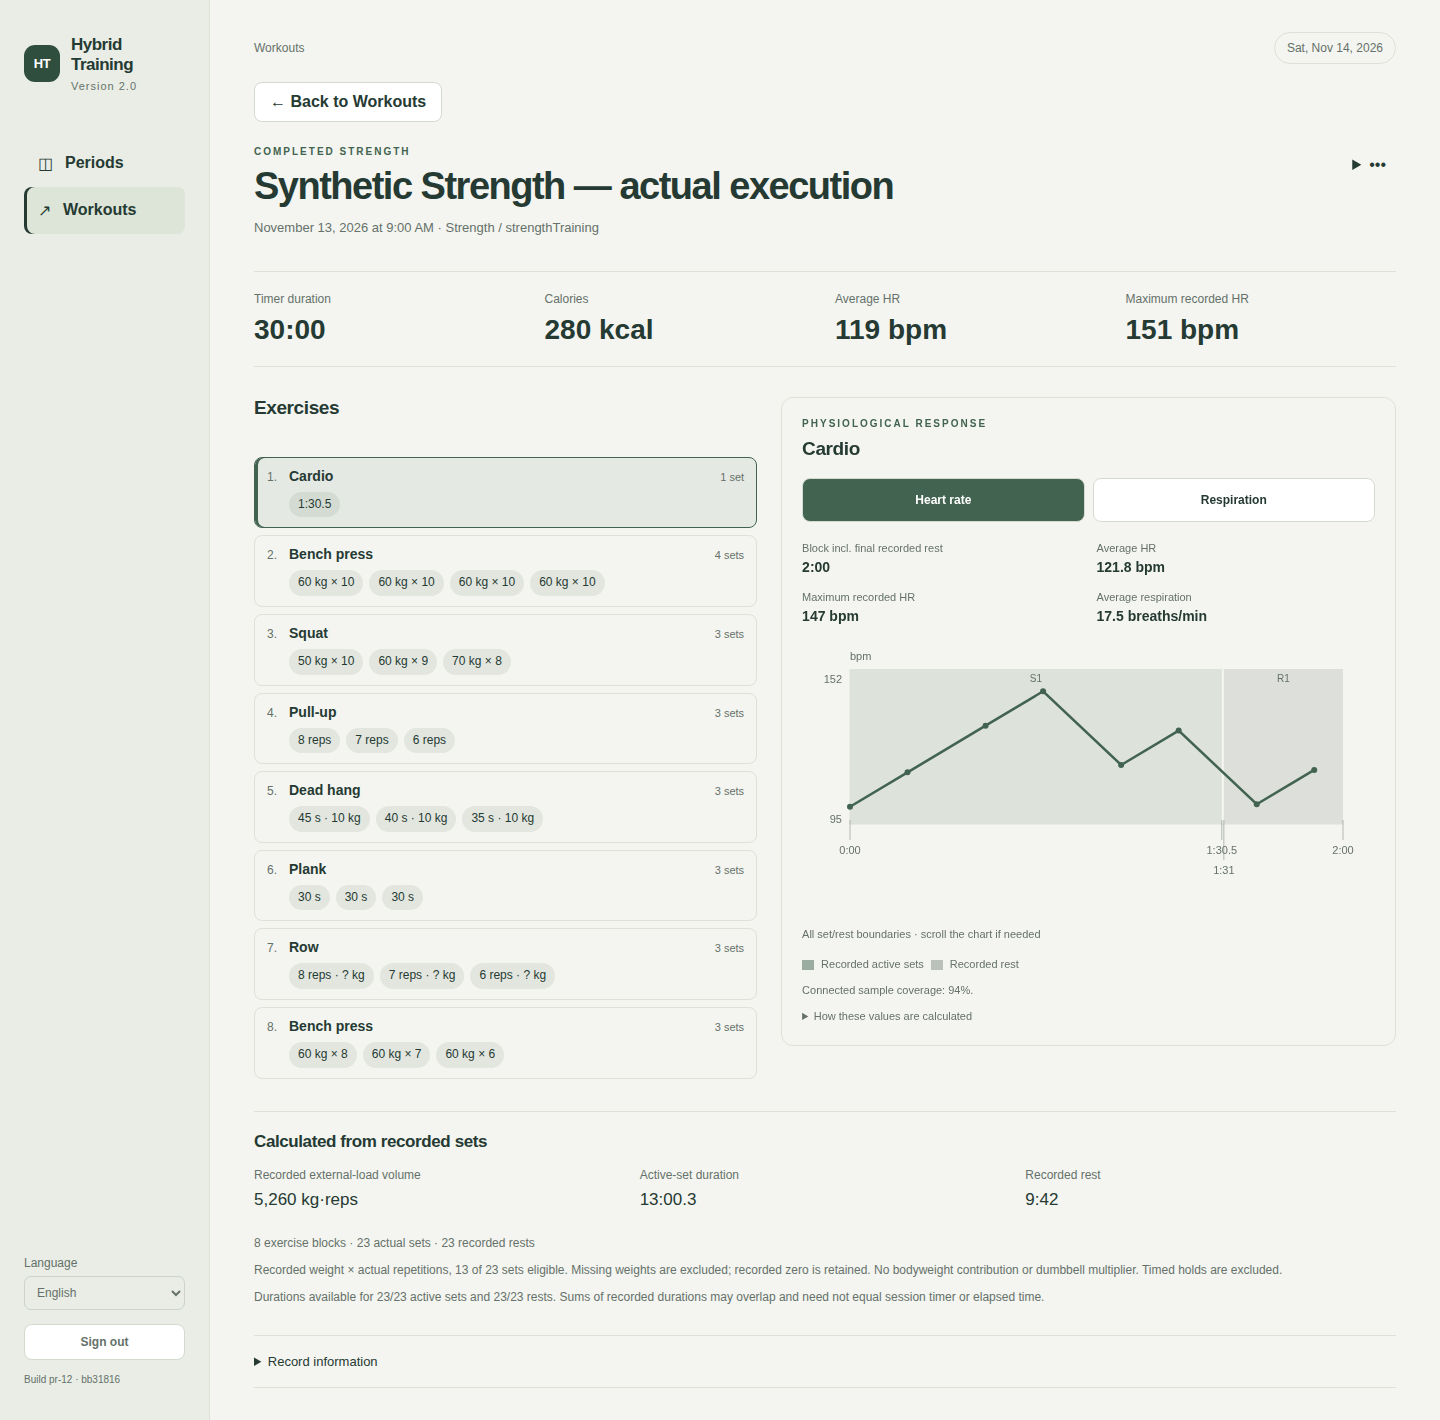 HT
Hybrid
Training
Version 2.0
Periods
Workouts
Language
English
Sign out
Build pr-12 · bb31816
Workouts
Sat, Nov 14, 2026
← Back to Workouts
COMPLETED STRENGTH
Synthetic Strength — actual execution
November 13, 2026 at 9:00 AM · Strength / strengthTraining
Timer duration
30:00
Calories
280 kcal
Average HR
119 bpm
Maximum recorded HR
151 bpm
Exercises
1. Cardio 1 set
1:30.5
2. Bench press 4 sets
60 kg × 10 60 kg × 10 60 kg × 10 60 kg × 10
3. Squat 3 sets
50 kg × 10 60 kg × 9 70 kg × 8
4. Pull-up 3 sets
8 reps 7 reps 6 reps
5. Dead hang 3 sets
45 s · 10 kg 40 s · 10 kg 35 s · 10 kg
6. Plank 3 sets
30 s 30 s 30 s
7. Row 3 sets
8 reps · ? kg 7 reps · ? kg 6 reps · ? kg
8. Bench press 3 sets
60 kg × 8 60 kg × 7 60 kg × 6
PHYSIOLOGICAL RESPONSE
Cardio
Heart rate Respiration
Block incl. final recorded rest
2:00
Average HR
121.8 bpm
Maximum recorded HR
147 bpm
Average respiration
17.5 breaths/min
bpm
152
S1 R1
95
0:00 1:30.5 2:00
1:31
All set/rest boundaries · scroll the chart if needed
Recorded active sets Recorded rest
Connected sample coverage: 94%.
How these values are calculated
Calculated from recorded sets
Recorded external-load volume
5,260 kg·reps
Active-set duration
13:00.3
Recorded rest
9:42
8 exercise blocks · 23 actual sets · 23 recorded rests
Recorded weight × actual repetitions, 13 of 23 sets eligible. Missing weights are excluded; recorded zero is retained. No bodyweight contribution or dumbbell multiplier. Timed holds are excluded.
Durations available for 23/23 active sets and 23/23 rests. Sums of recorded durations may overlap and need not equal session timer or elapsed time.
Record information